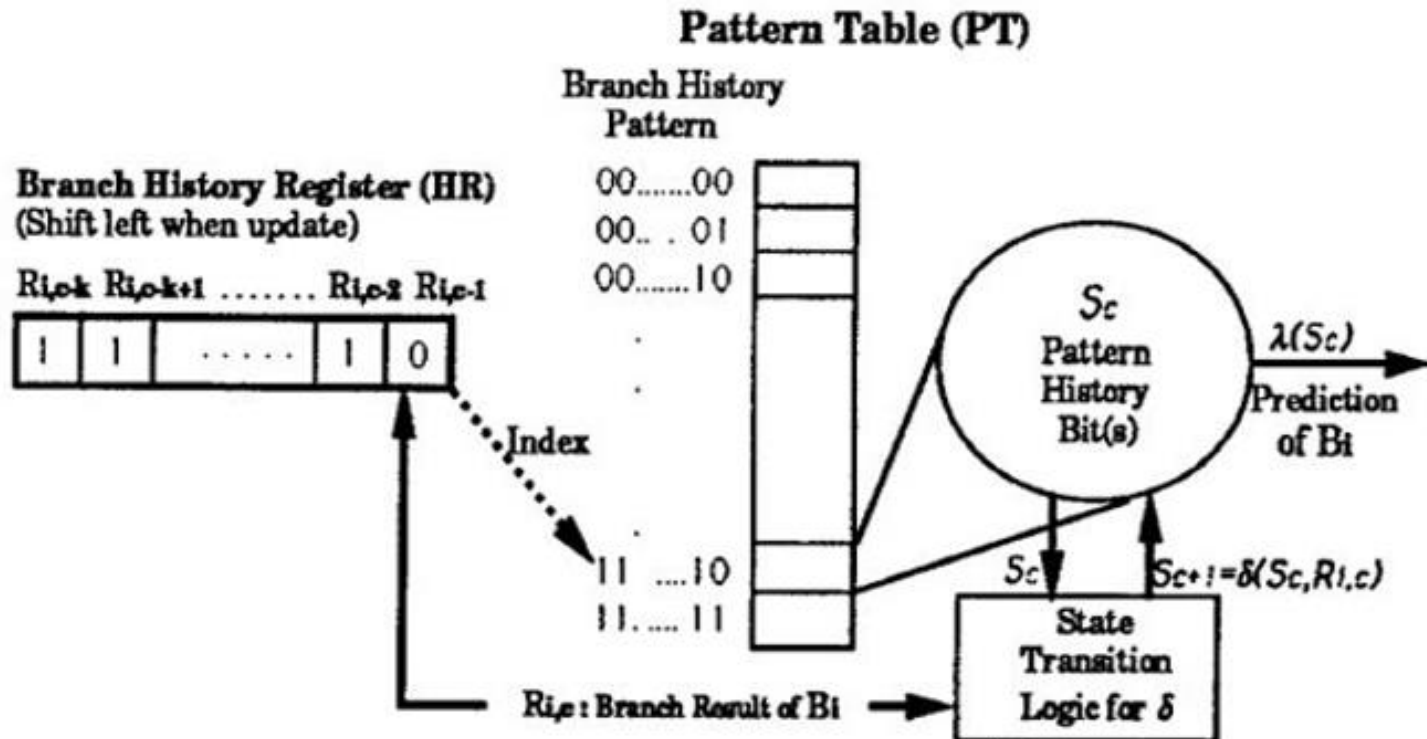 Pattern Table (PT)
Branch History
Pattern
00.......00
00.. . 01
00.......10
11 ....10
11. .... 11
Branch History Register (HR)
(Shift left when update)
Ri,c-k Ri,c-k+1 ....... Ri,c-2 Ri,c-1
1 1 ..... 1 0
Index
Sc
Pattern
History
Bit(s)
λ(Sc)
Prediction
of Bi
Sc
Sc+1=δ(Sc,Ri,c)
State
Transition
Logic for δ
Ri,c : Branch Result of Bi